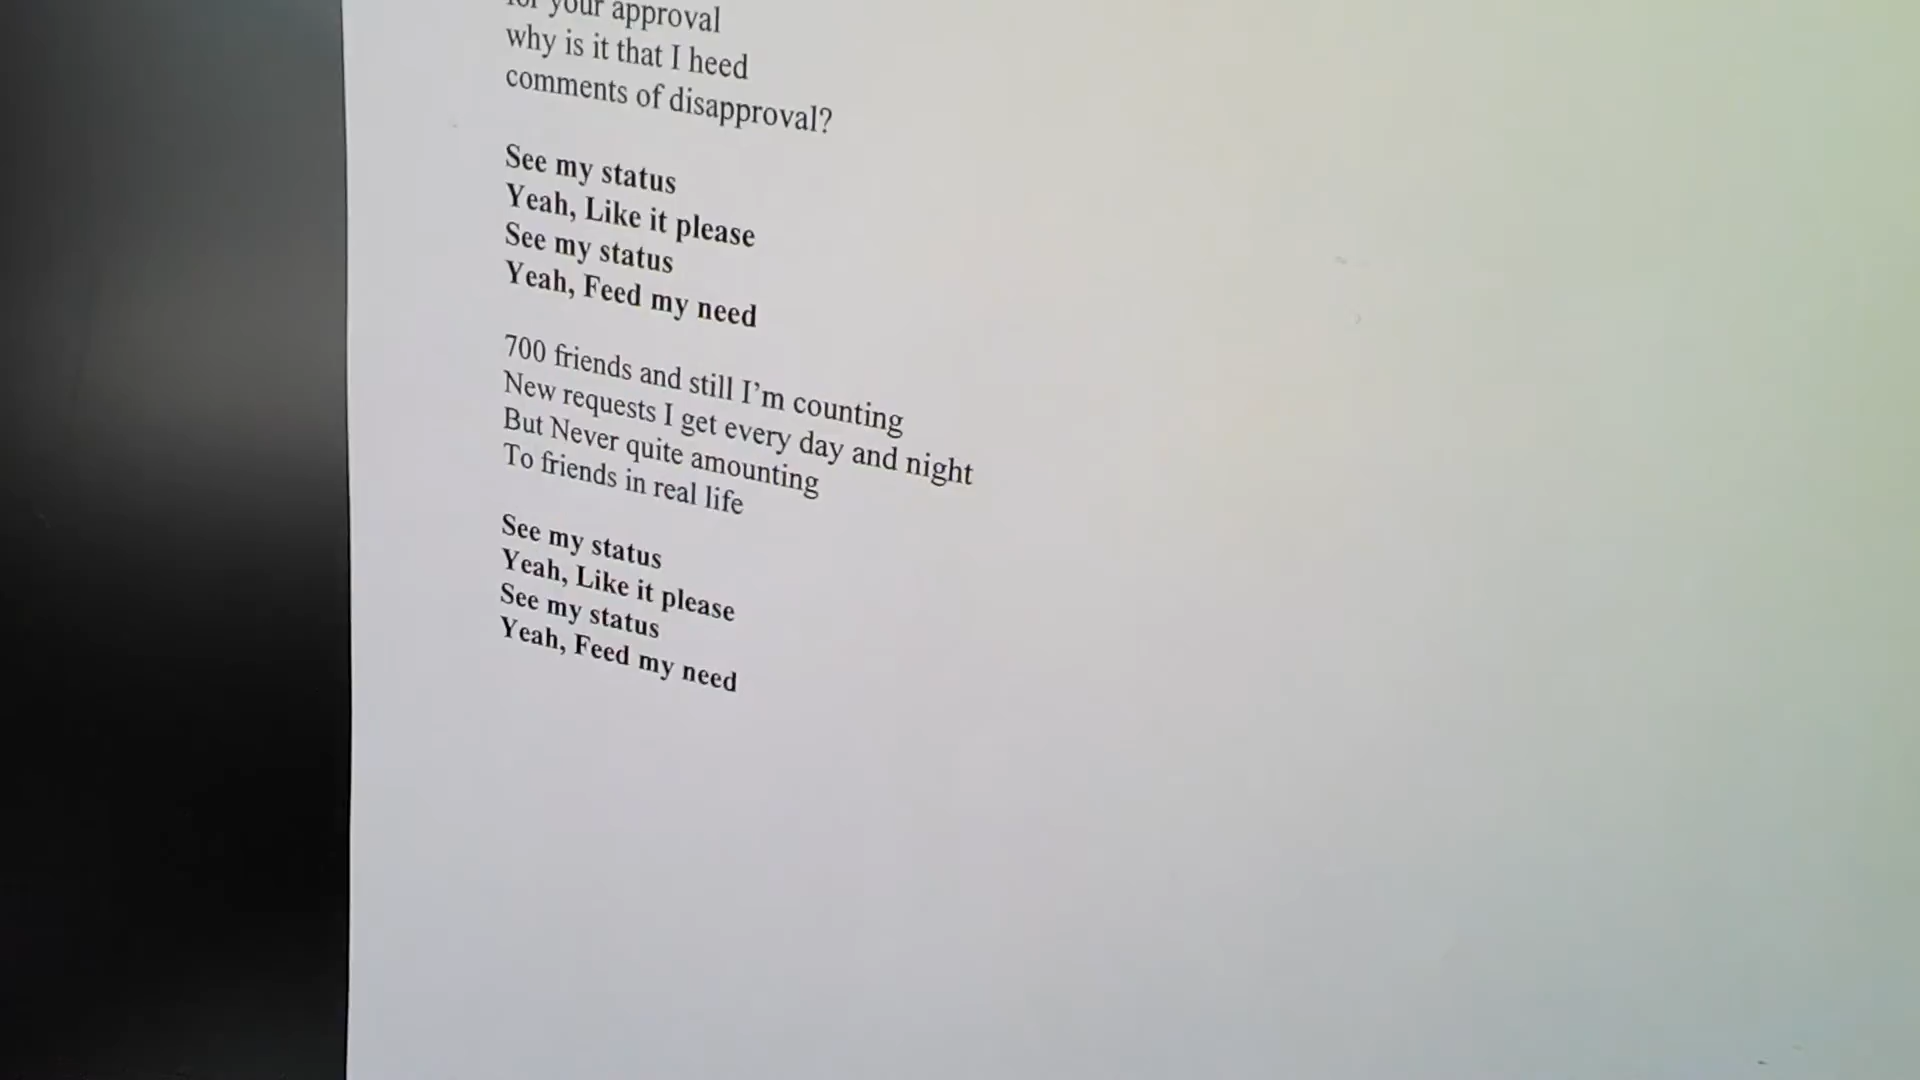 for your approval
why is it that I heed
comments of disapproval?
See my status
Yeah, Like it please
See my status
Yeah, Feed my need
700 friends and still I'm counting
New requests I get every day and night
But Never quite amounting
To friends in real life
See my status
Yeah, Like it please
See my status
Yeah, Feed my need